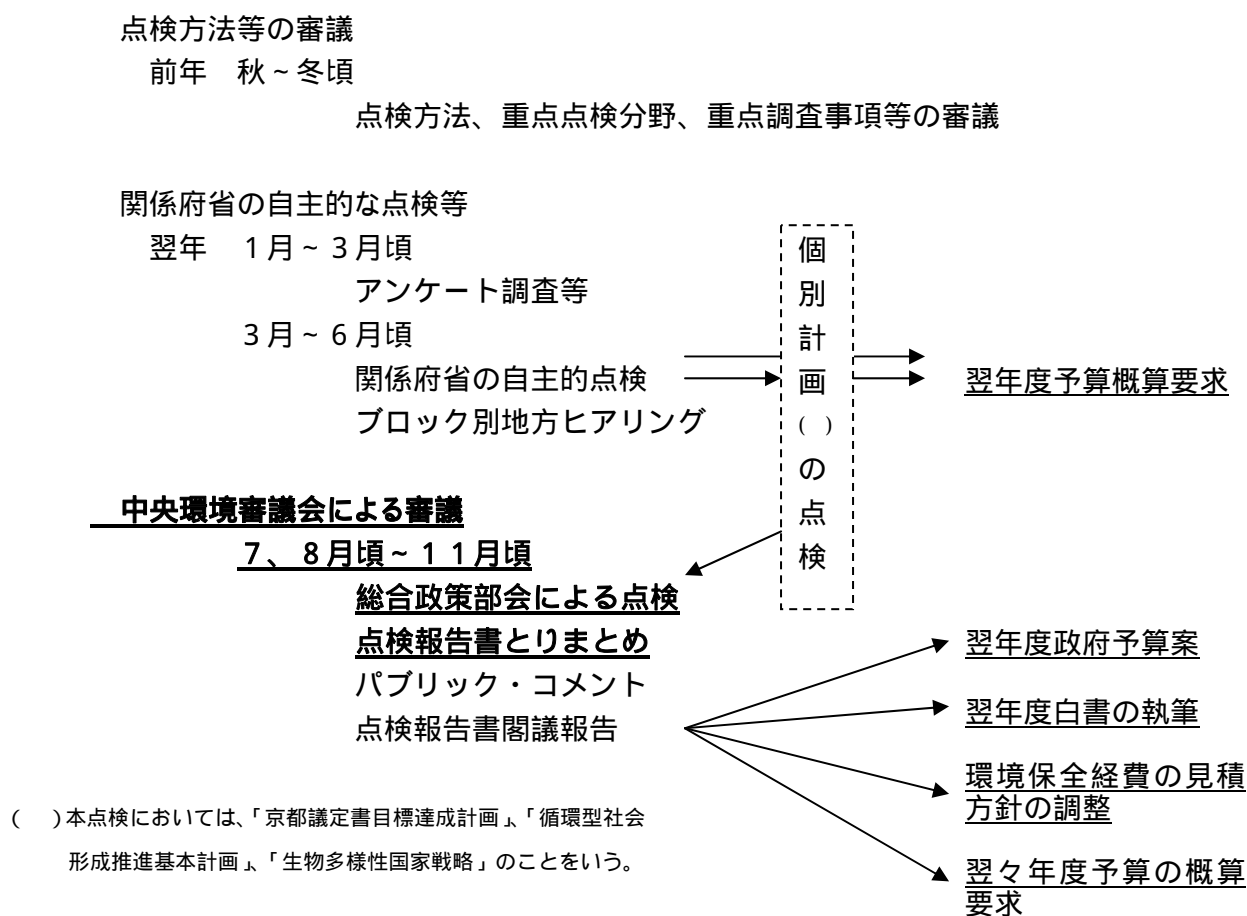 点検方法等の審議
前年　秋～冬頃
点検方法、重点点検分野、重点調査事項等の審議
関係府省の自主的な点検等
翌年　1月～3月頃
アンケート調査等
3月～6月頃
関係府省の自主的点検
ブロック別地方ヒアリング
個別計画(　)の点検
翌年度予算概算要求
中央環境審議会による審議
7、8月頃～11月頃
総合政策部会による点検
点検報告書とりまとめ
パブリック・コメント
点検報告書閣議報告
翌年度政府予算案
翌年度白書の執筆
環境保全経費の見積
方針の調整
翌々年度予算の概算
要求
(　)本点検においては、「京都議定書目標達成計画」、「循環型社会
形成推進基本計画」、「生物多様性国家戦略」のことをいう。